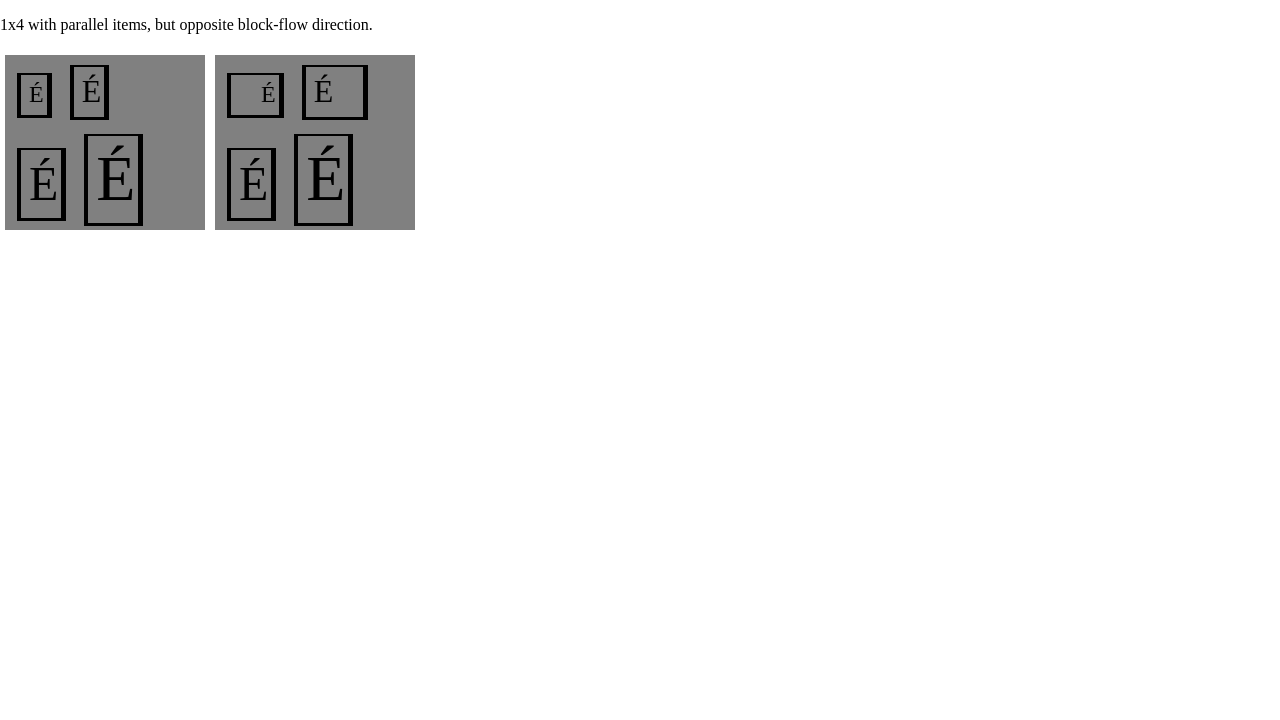 1x4 with parallel items, but opposite block-flow direction.
É É É É
É É É É